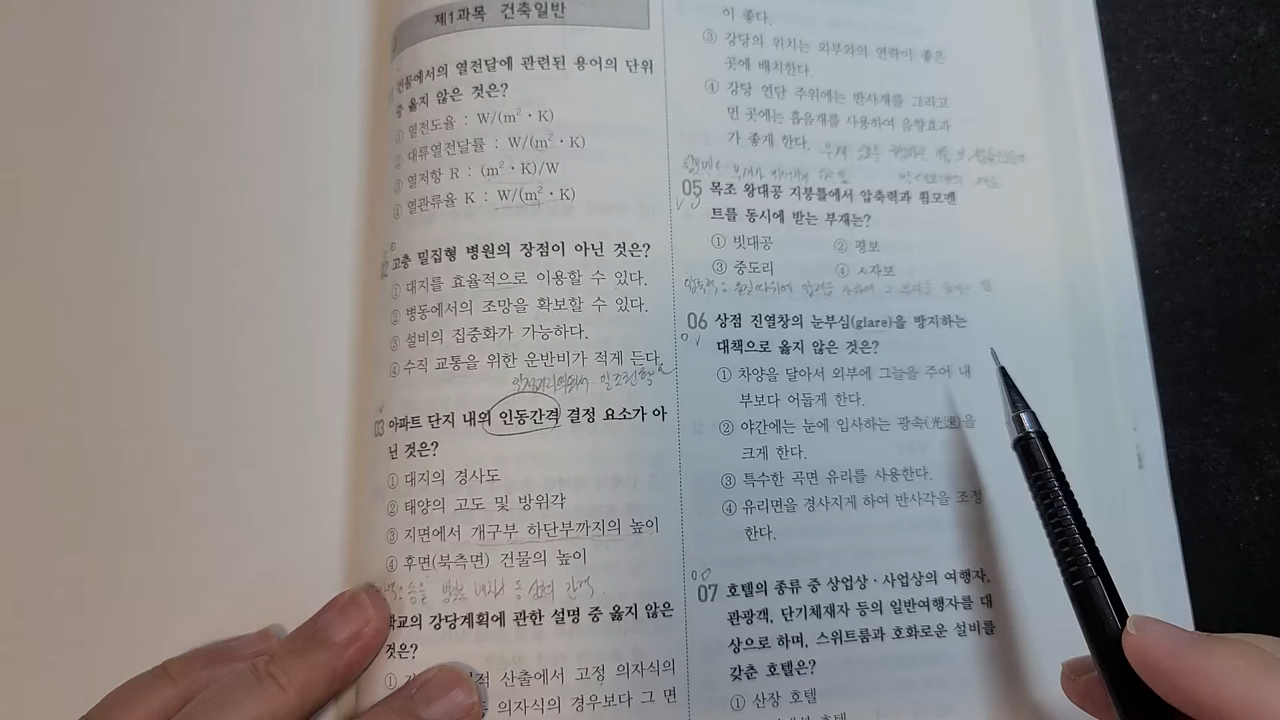 제1과목 건축일반
건물에서의 열전달에 관련된 용어의 단위
중 옳지 않은 것은?
① 열전도율 : W/(m²·K)
② 대류열전달률 : W/(m²·K)
③ 열저항 R : (m²·K)/W
④ 열관류율 K : W/(m²·K)
02 고층 밀집형 병원의 장점이 아닌 것은?
① 대지를 효율적으로 이용할 수 있다.
② 병동에서의 조망을 확보할 수 있다.
③ 설비의 집중화가 가능하다.
④ 수직 교통을 위한 운반비가 적게 든다.
03 아파트 단지 내의 인동간격 결정 요소가 아
닌 것은?
① 대지의 경사도
② 태양의 고도 및 방위각
③ 지면에서 개구부 하단부까지의 높이
④ 후면(북측면) 건물의 높이
학교의 강당계획에 관한 설명 중 옳지 않은
것은?
① 산출에서 고정 의자식의
의자식의 경우보다 그 면
이 좋다.
③ 강당의 위치는 외부와의 연락이 좋은
곳에 배치한다.
④ 강당 연단 주위에는 반사재를 그리고
먼 곳에는 흡음재를 사용하여 음향효과
가 좋게 한다.
05 목조 왕대공 지붕틀에서 압축력과 휨모멘
트를 동시에 받는 부재는?
① 빗대공 ② 평보
③ 중도리 ④ ㅅ자보
06 상점 진열창의 눈부심(glare)을 방지하는
대책으로 옳지 않은 것은?
① 차양을 달아서 외부에 그늘을 주어 내
부보다 어둡게 한다.
② 야간에는 눈에 입사하는 광속(光速)을
크게 한다.
③ 특수한 곡면 유리를 사용한다.
④ 유리면을 경사지게 하여 반사각을 조정
한다.
07 호텔의 종류 중 상업상·사업상의 여행자,
관광객, 단기체재자 등의 일반여행자를 대
상으로 하며, 스위트룸과 호화로운 설비를
갖춘 호텔은?
① 산장 호텔
호텔